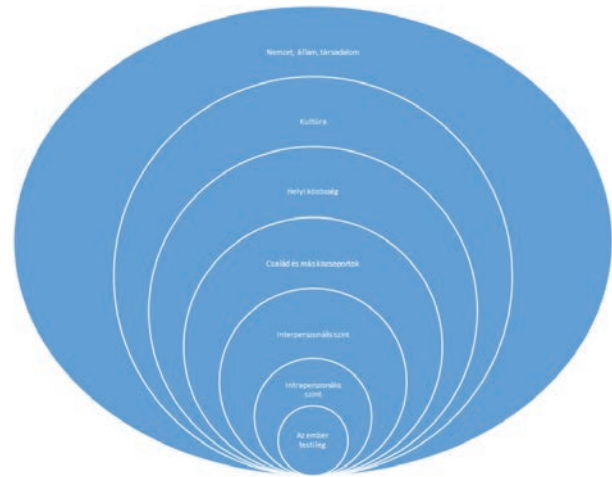 Nemzet, állam, társadalom
Kultúra
Helyi közösség
Család és más kiscsoportok
Interperszonális szint
Intraperszonális
szint
Az ember
testileg